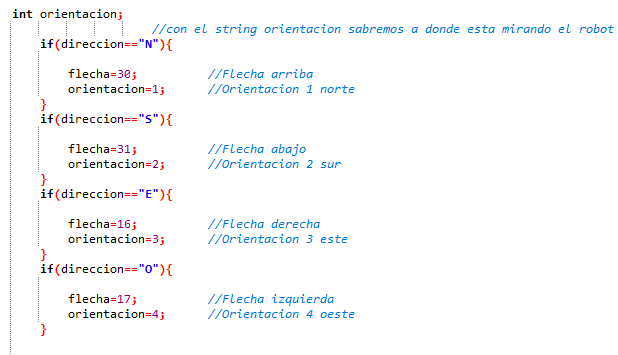 int orientacion;
//con el string orientacion sabremos a donde esta mirando el robot
if(direccion=="N"){
flecha=30; //Flecha arriba
orientacion=1; //Orientacion 1 norte
}
if(direccion=="S"){
flecha=31; //Flecha abajo
orientacion=2; //Orientacion 2 sur
}
if(direccion=="E"){
flecha=16; //Flecha derecha
orientacion=3; //Orientacion 3 este
}
if(direccion=="O"){
flecha=17; //Flecha izquierda
orientacion=4; //Orientacion 4 oeste
}